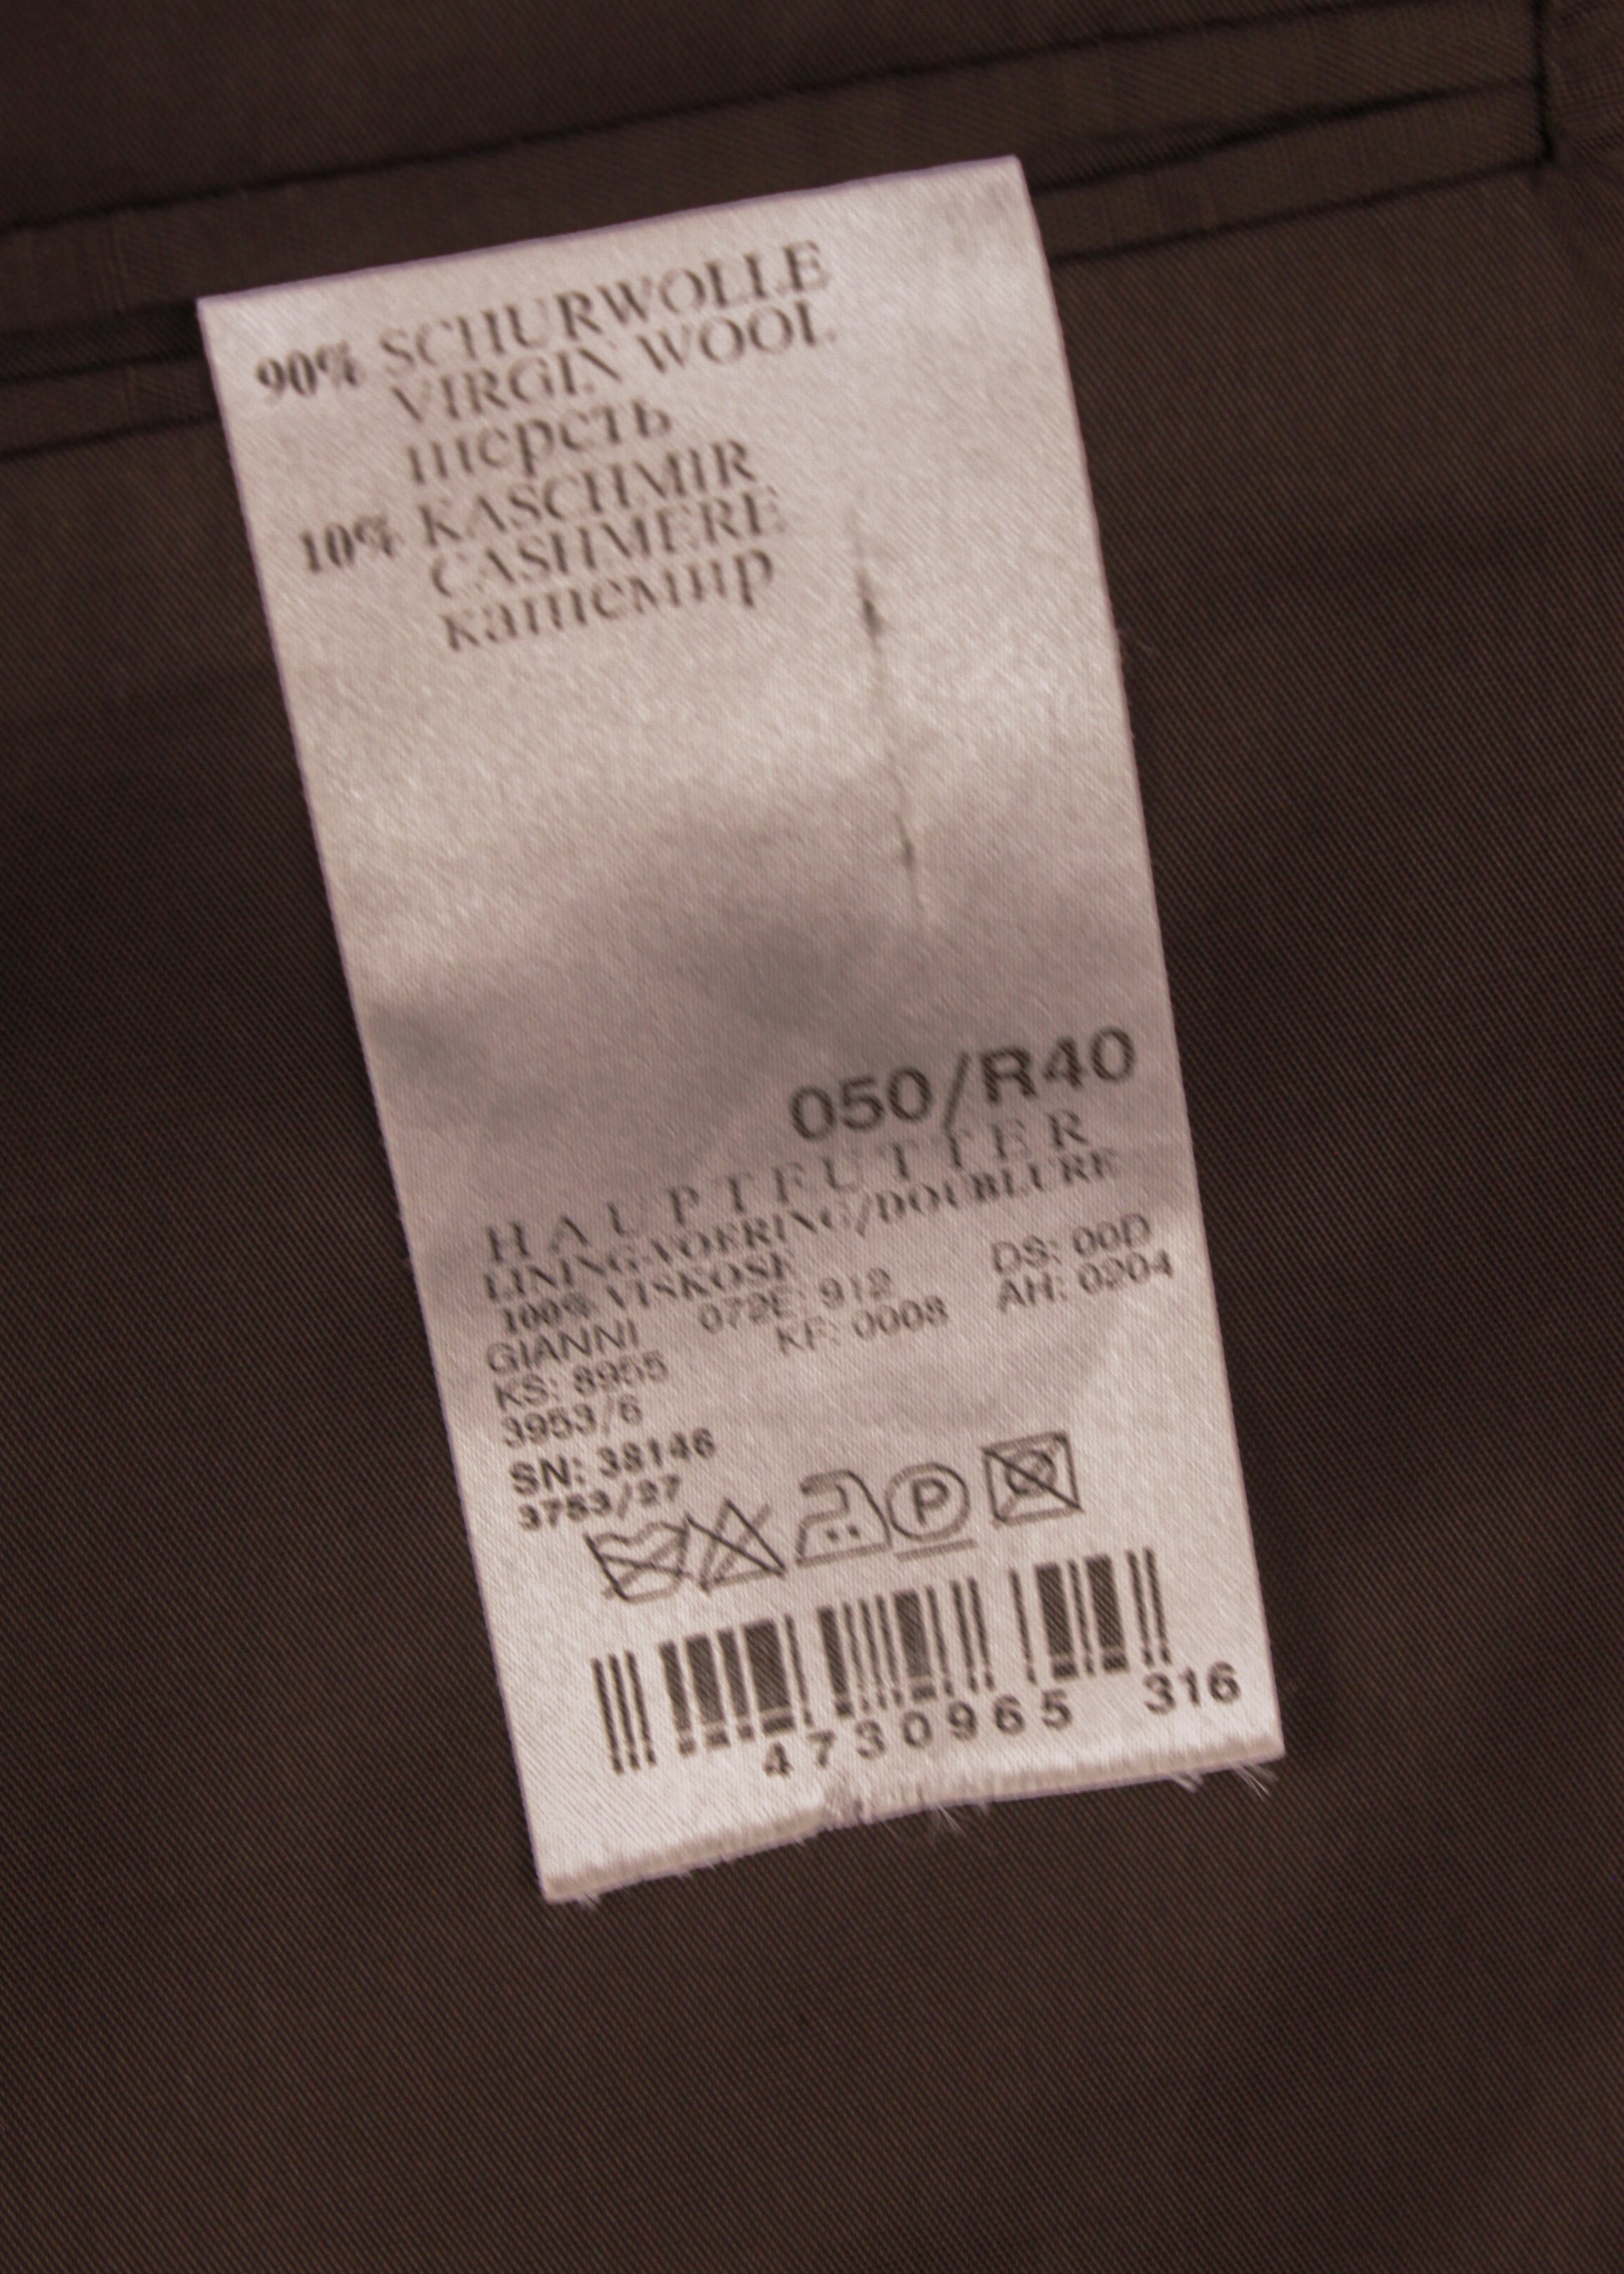 90% SCHURWOLLE
VIRGIN WOOL
шерсть
10% KASCHMIR
CASHMERE
кашемир
050/R40
HAUPTFUTTER
LINING-VOERING/DOUBLURE
100% VISKOSE
GIANNI 072E: 912 DS: 00D
KS: 8955 KF: 0008 AH: 0204
3953/6
SN: 38146
3753/27
P
4730965 316